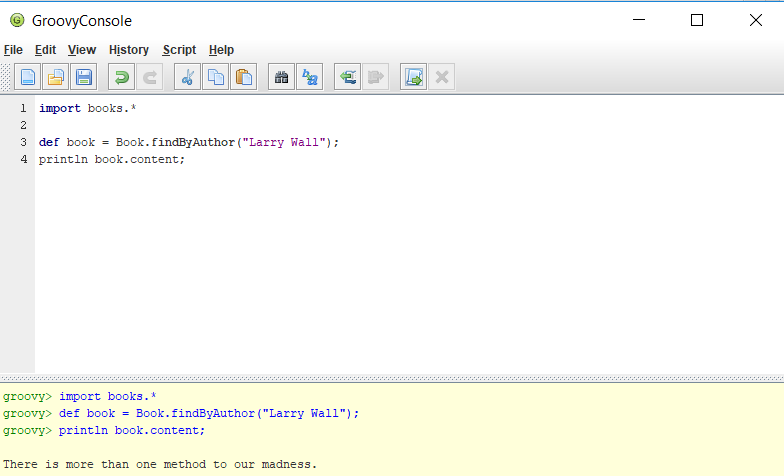 GroovyConsole
File Edit View History Script Help
1 import books.*
2
3 def book = Book.findByAuthor("Larry Wall");
4 println book.content;
groovy> import books.*
groovy> def book = Book.findByAuthor("Larry Wall");
groovy> println book.content;
There is more than one method to our madness.